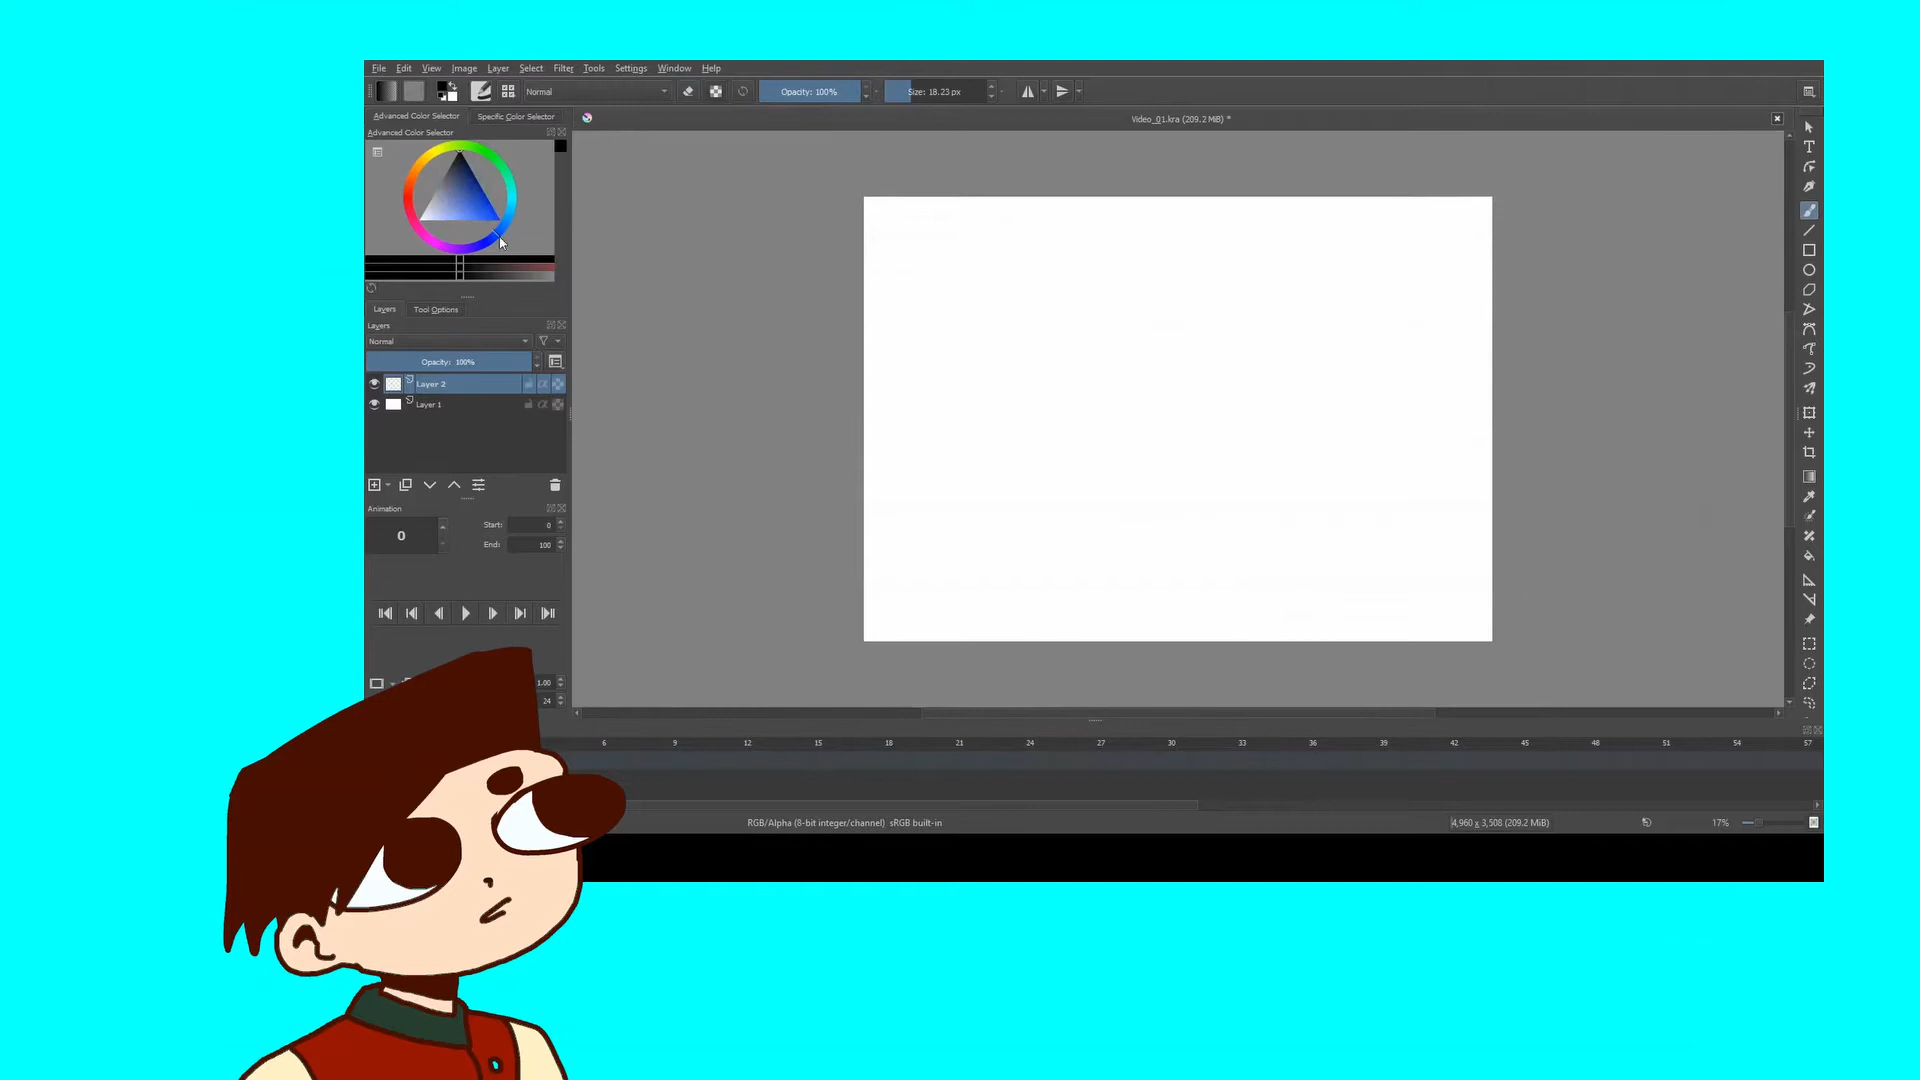 File Edit View Image Layer Select Filter Tools Settings Window Help
Normal Opacity: 100% Size: 18.23 px
Advanced Color Selector Specific Color Selector
Video_01.kra (209.2 MiB) *
Advanced Color Selector
Layers Tool Options
Layers
Normal
Opacity: 100%
Layer 2
Layer 1
Animation
Start: 0
0
End: 100
1.00
24
6 9 12 15 18 21 24 27 30 33 36 39 42 45 48 51 54 57
RGB/Alpha (8-bit integer/channel) sRGB built-in 4,960 x 3,508 (209.2 MiB) 17%